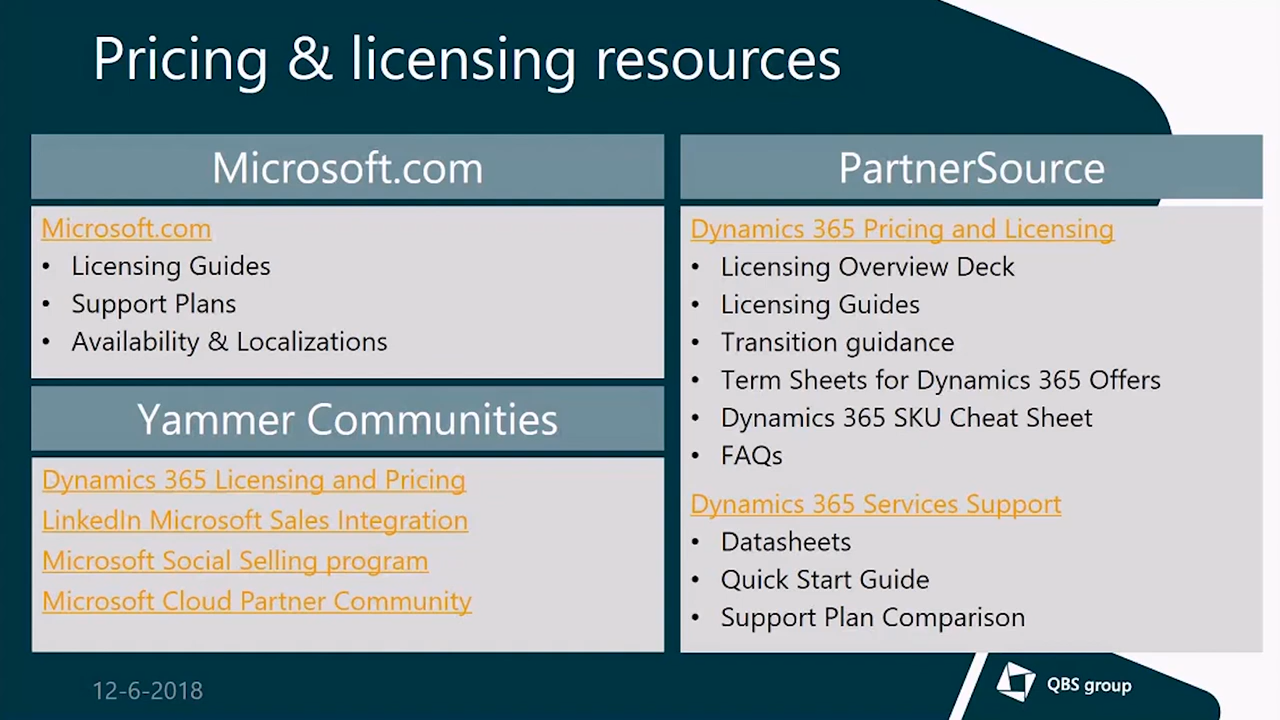 Pricing & licensing resources
Microsoft.com
Microsoft.com
• Licensing Guides
• Support Plans
• Availability & Localizations
Yammer Communities
Dynamics 365 Licensing and Pricing
LinkedIn Microsoft Sales Integration
Microsoft Social Selling program
Microsoft Cloud Partner Community
PartnerSource
Dynamics 365 Pricing and Licensing
• Licensing Overview Deck
• Licensing Guides
• Transition guidance
• Term Sheets for Dynamics 365 Offers
• Dynamics 365 SKU Cheat Sheet
• FAQs
Dynamics 365 Services Support
• Datasheets
• Quick Start Guide
• Support Plan Comparison
12-6-2018
QBS group